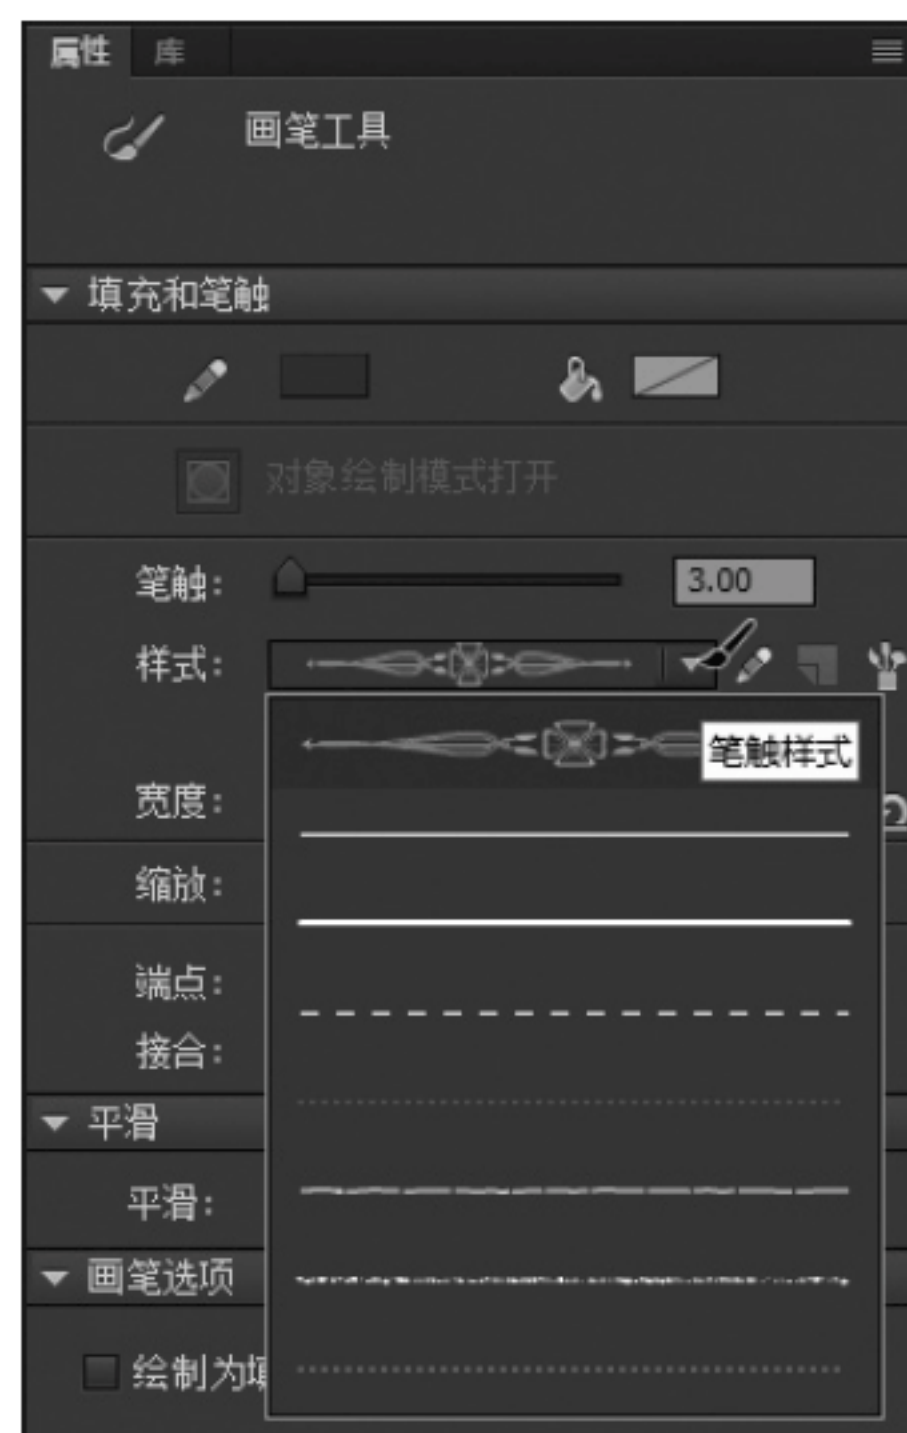 属性 库
画笔工具
填充和笔触
对象绘制模式打开
笔触: 3.00
样式:
笔触样式
宽度:
缩放:
端点:
接合:
平滑
平滑:
画笔选项
绘制为